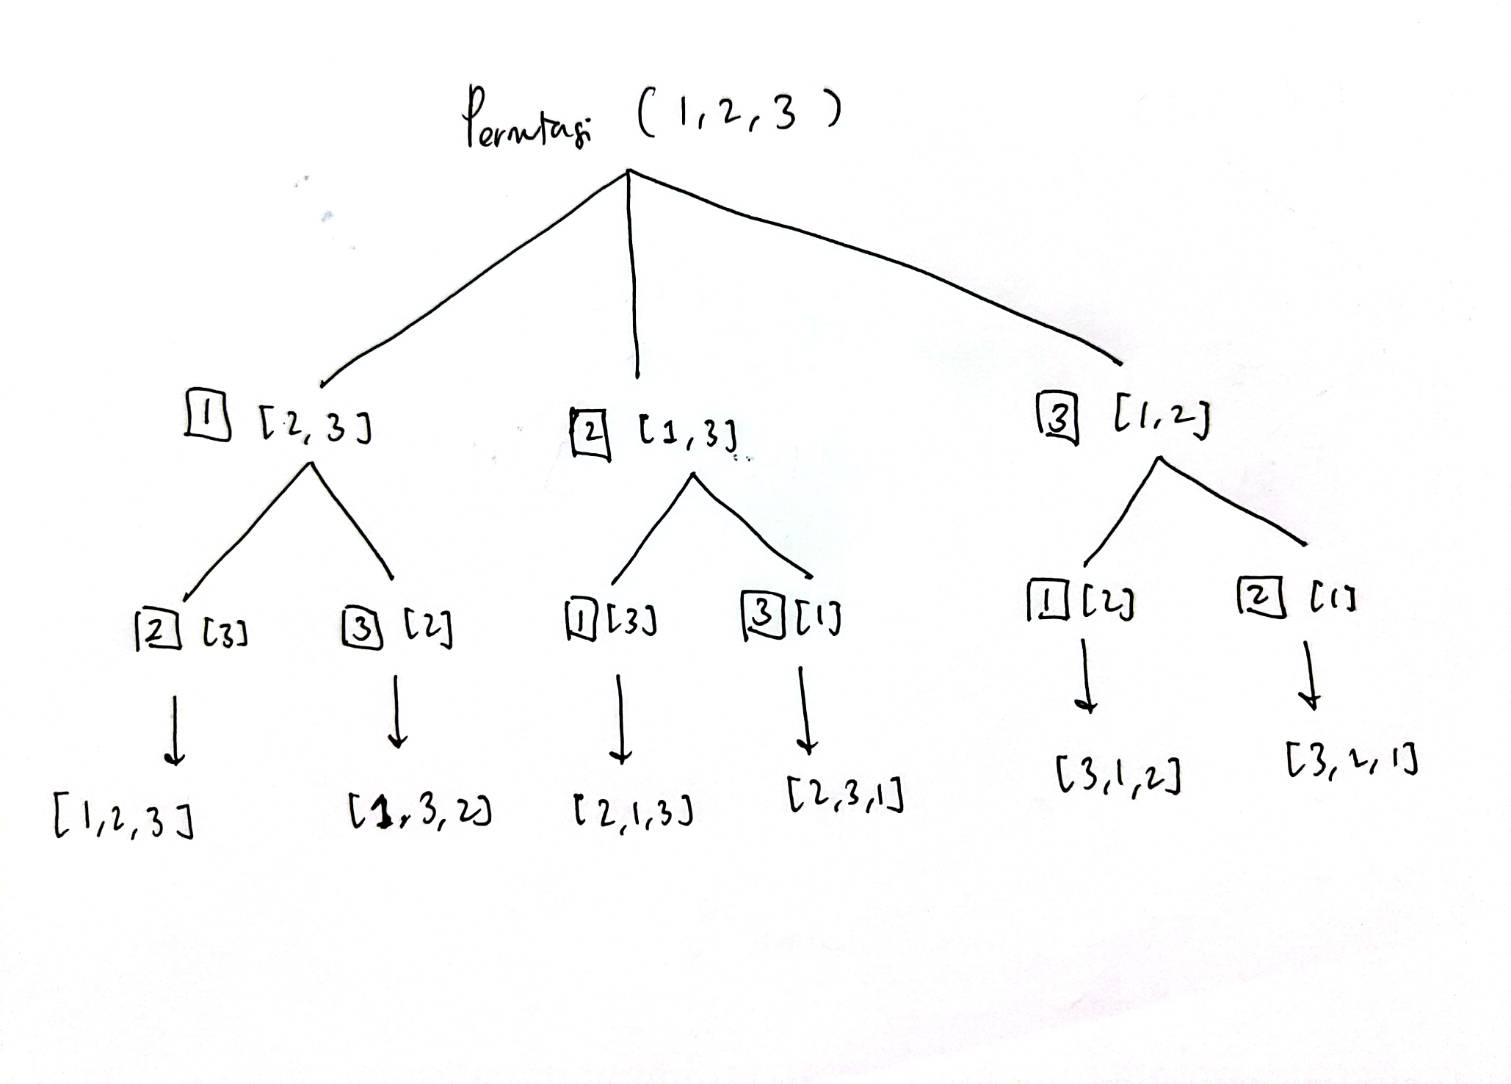 Permutasi (1,2,3)
1 [2,3] 2 [1,3] 3 [1,2]
2 [3] 3 [2] 1 [3] 3 [1] 1 [2] 2 [1]
[1,2,3] [1,3,2] [2,1,3] [2,3,1] [3,1,2] [3,2,1]